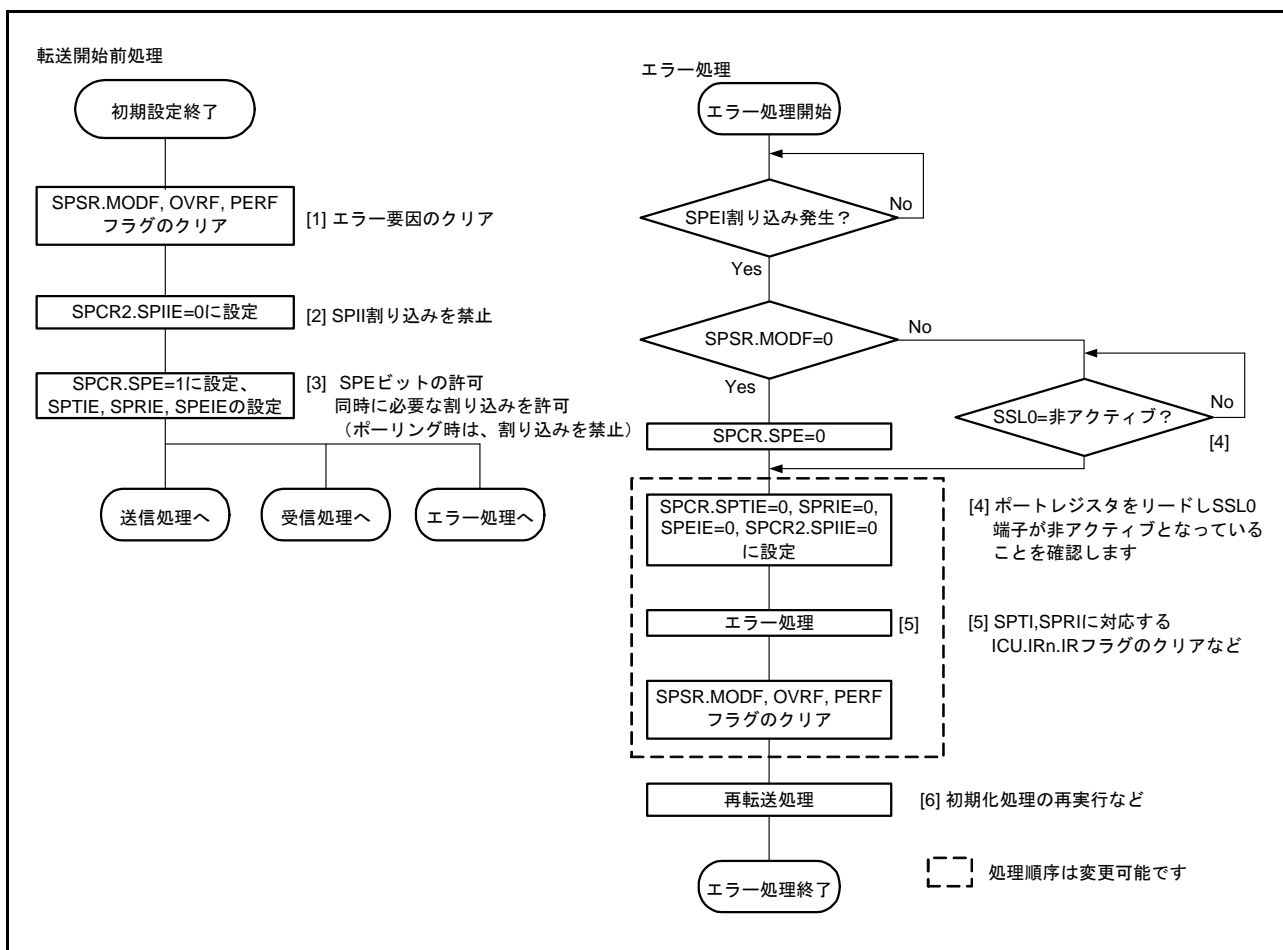 転送開始前処理
初期設定終了
SPSR.MODF, OVRF, PERF
フラグのクリア
[1] エラー要因のクリア
SPCR2.SPIIE=0に設定
[2] SPII割り込みを禁止
SPCR.SPE=1に設定、
SPTIE, SPRIE, SPEIEの設定
[3] SPEビットの許可
同時に必要な割り込みを許可
（ポーリング時は、割り込みを禁止）
送信処理へ
受信処理へ
エラー処理へ
エラー処理
エラー処理開始
SPEI割り込み発生？
No
Yes
SPSR.MODF=0
No
Yes
SSL0=非アクティブ？
No
[4]
SPCR.SPE=0
SPCR.SPTIE=0, SPRIE=0,
SPEIE=0, SPCR2.SPIIE=0
に設定
[4] ポートレジスタをリードしSSL0
端子が非アクティブとなっている
ことを確認します
エラー処理
[5]
[5] SPTI,SPRIに対応する
ICU.IRn.IRフラグのクリアなど
SPSR.MODF, OVRF, PERF
フラグのクリア
再転送処理
[6] 初期化処理の再実行など
エラー処理終了
処理順序は変更可能です